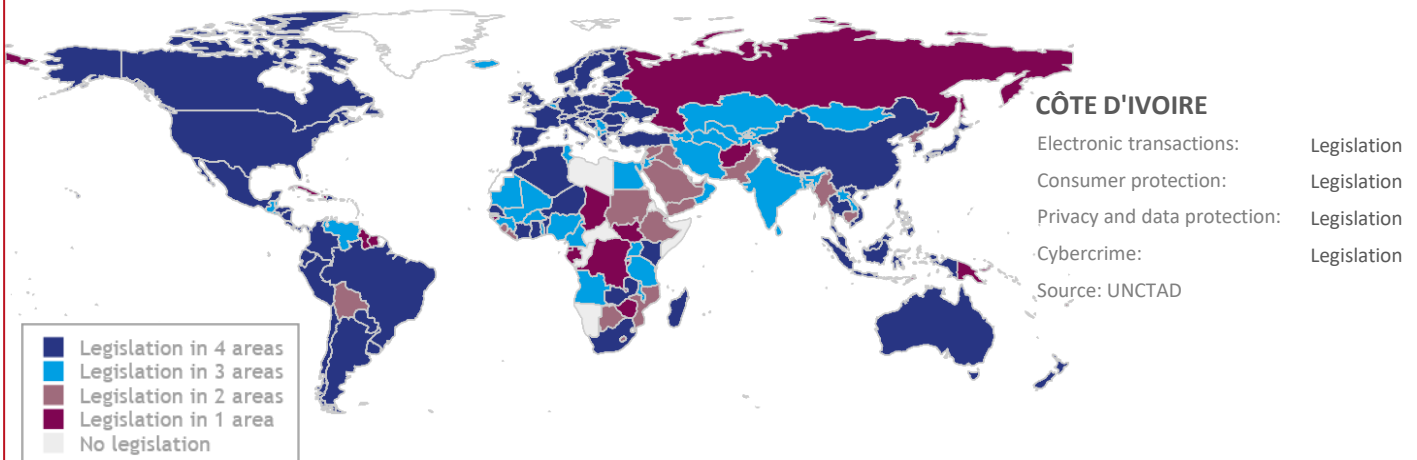 CÔTE D'IVOIRE
Electronic transactions: Legislation
Consumer protection: Legislation
Privacy and data protection: Legislation
Cybercrime: Legislation
Source: UNCTAD
Legislation in 4 areas
Legislation in 3 areas
Legislation in 2 areas
Legislation in 1 area
No legislation